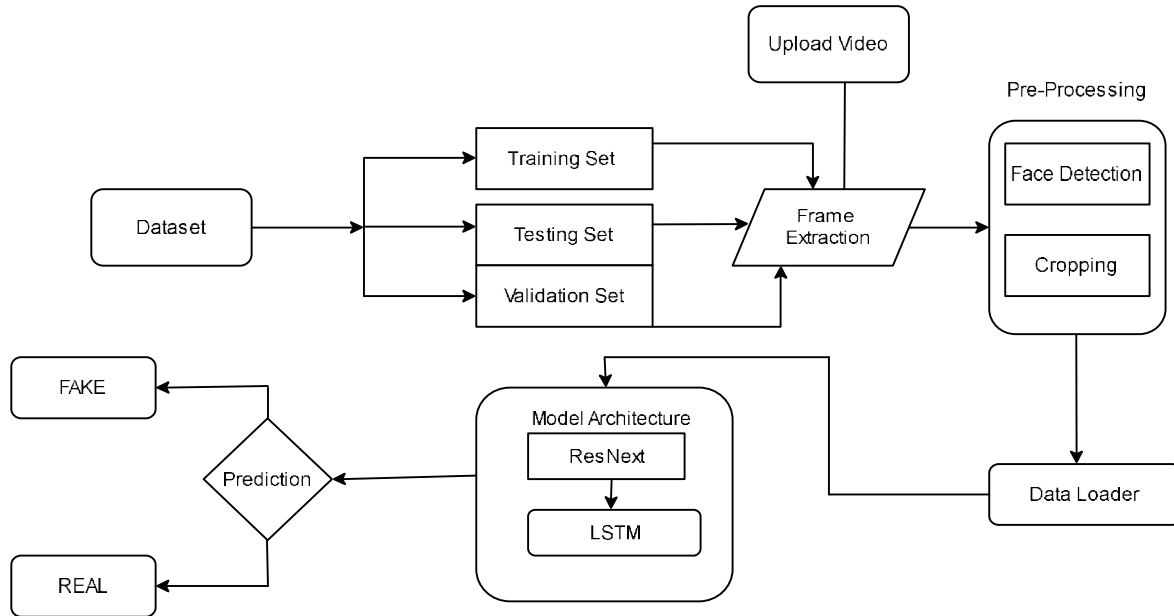 Upload Video
Pre-Processing
Training Set
Face Detection
Dataset
Testing Set
Frame
Extraction
Cropping
Validation Set
FAKE
Model Architecture
ResNext
Prediction
Data Loader
LSTM
REAL